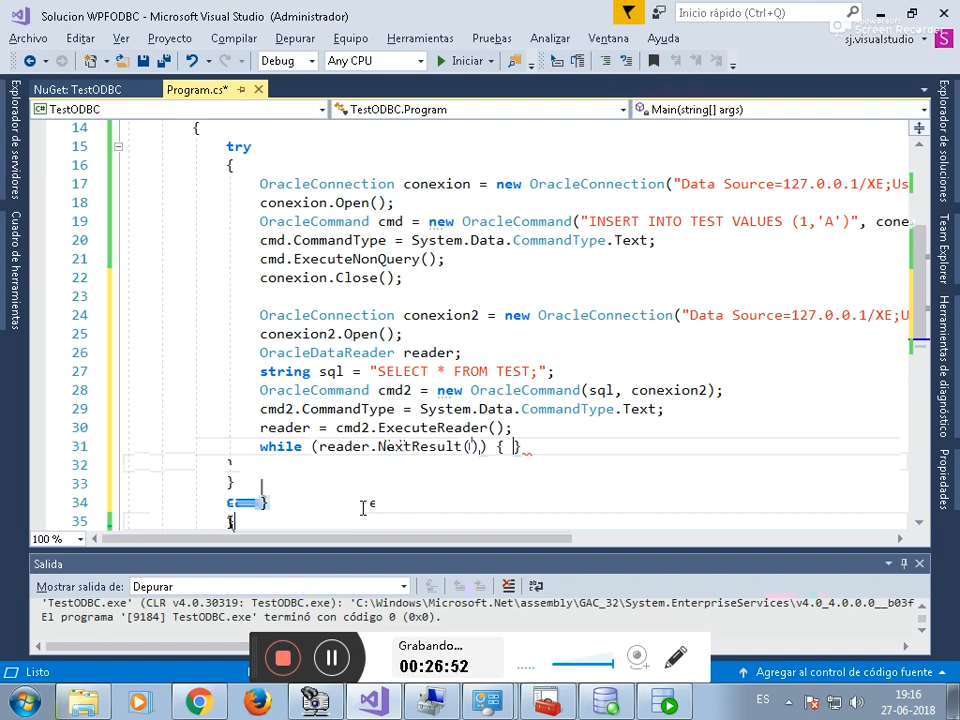 Solucion WPFODBC - Microsoft Visual Studio (Administrador)
Inicio rápido (Ctrl+Q)
Screen Recorder
Archivo Editar Ver Proyecto Compilar Depurar Equipo Herramientas Pruebas Analizar Ventana Ayuda
sj.visualstudio S
Debug Any CPU Iniciar
NuGet: TestODBC Program.cs*
TestODBC TestODBC.Program Main(string[] args)
Explorador de servidores
Cuadro de herramientas
14 {
15 try
16 {
17 OracleConnection conexion = new OracleConnection("Data Source=127.0.0.1/XE;Us
18 conexion.Open();
19 OracleCommand cmd = new OracleCommand("INSERT INTO TEST VALUES (1,'A')", cone
20 cmd.CommandType = System.Data.CommandType.Text;
21 cmd.ExecuteNonQuery();
22 conexion.Close();
23
24 OracleConnection conexion2 = new OracleConnection("Data Source=127.0.0.1/XE;U
25 conexion2.Open();
26 OracleDataReader reader;
27 string sql = "SELECT * FROM TEST;";
28 OracleCommand cmd2 = new OracleCommand(sql, conexion2);
29 cmd2.CommandType = System.Data.CommandType.Text;
30 reader = cmd2.ExecuteReader();
31 while (reader.NextResult()) { }
32
33 }
34 }
35 }
Explorador de soluciones
Team Explorer
Herramientas de diagnóstico
Propiedades
100 %
Salida
Mostrar salida de: Depurar
'TestODBC.exe' (CLR v4.0.30319: TestODBC.exe): 'C:\Windows\Microsoft.Net\assembly\GAC_32\System.EnterpriseServices\v4.0_4.0.0.0__b03f
El programa '[9184] TestODBC.exe' terminó con código 0 (0x0).
Grabando...
00:26:52
Listo
Agregar al control de código fuente
ES
19:16
27-06-2018